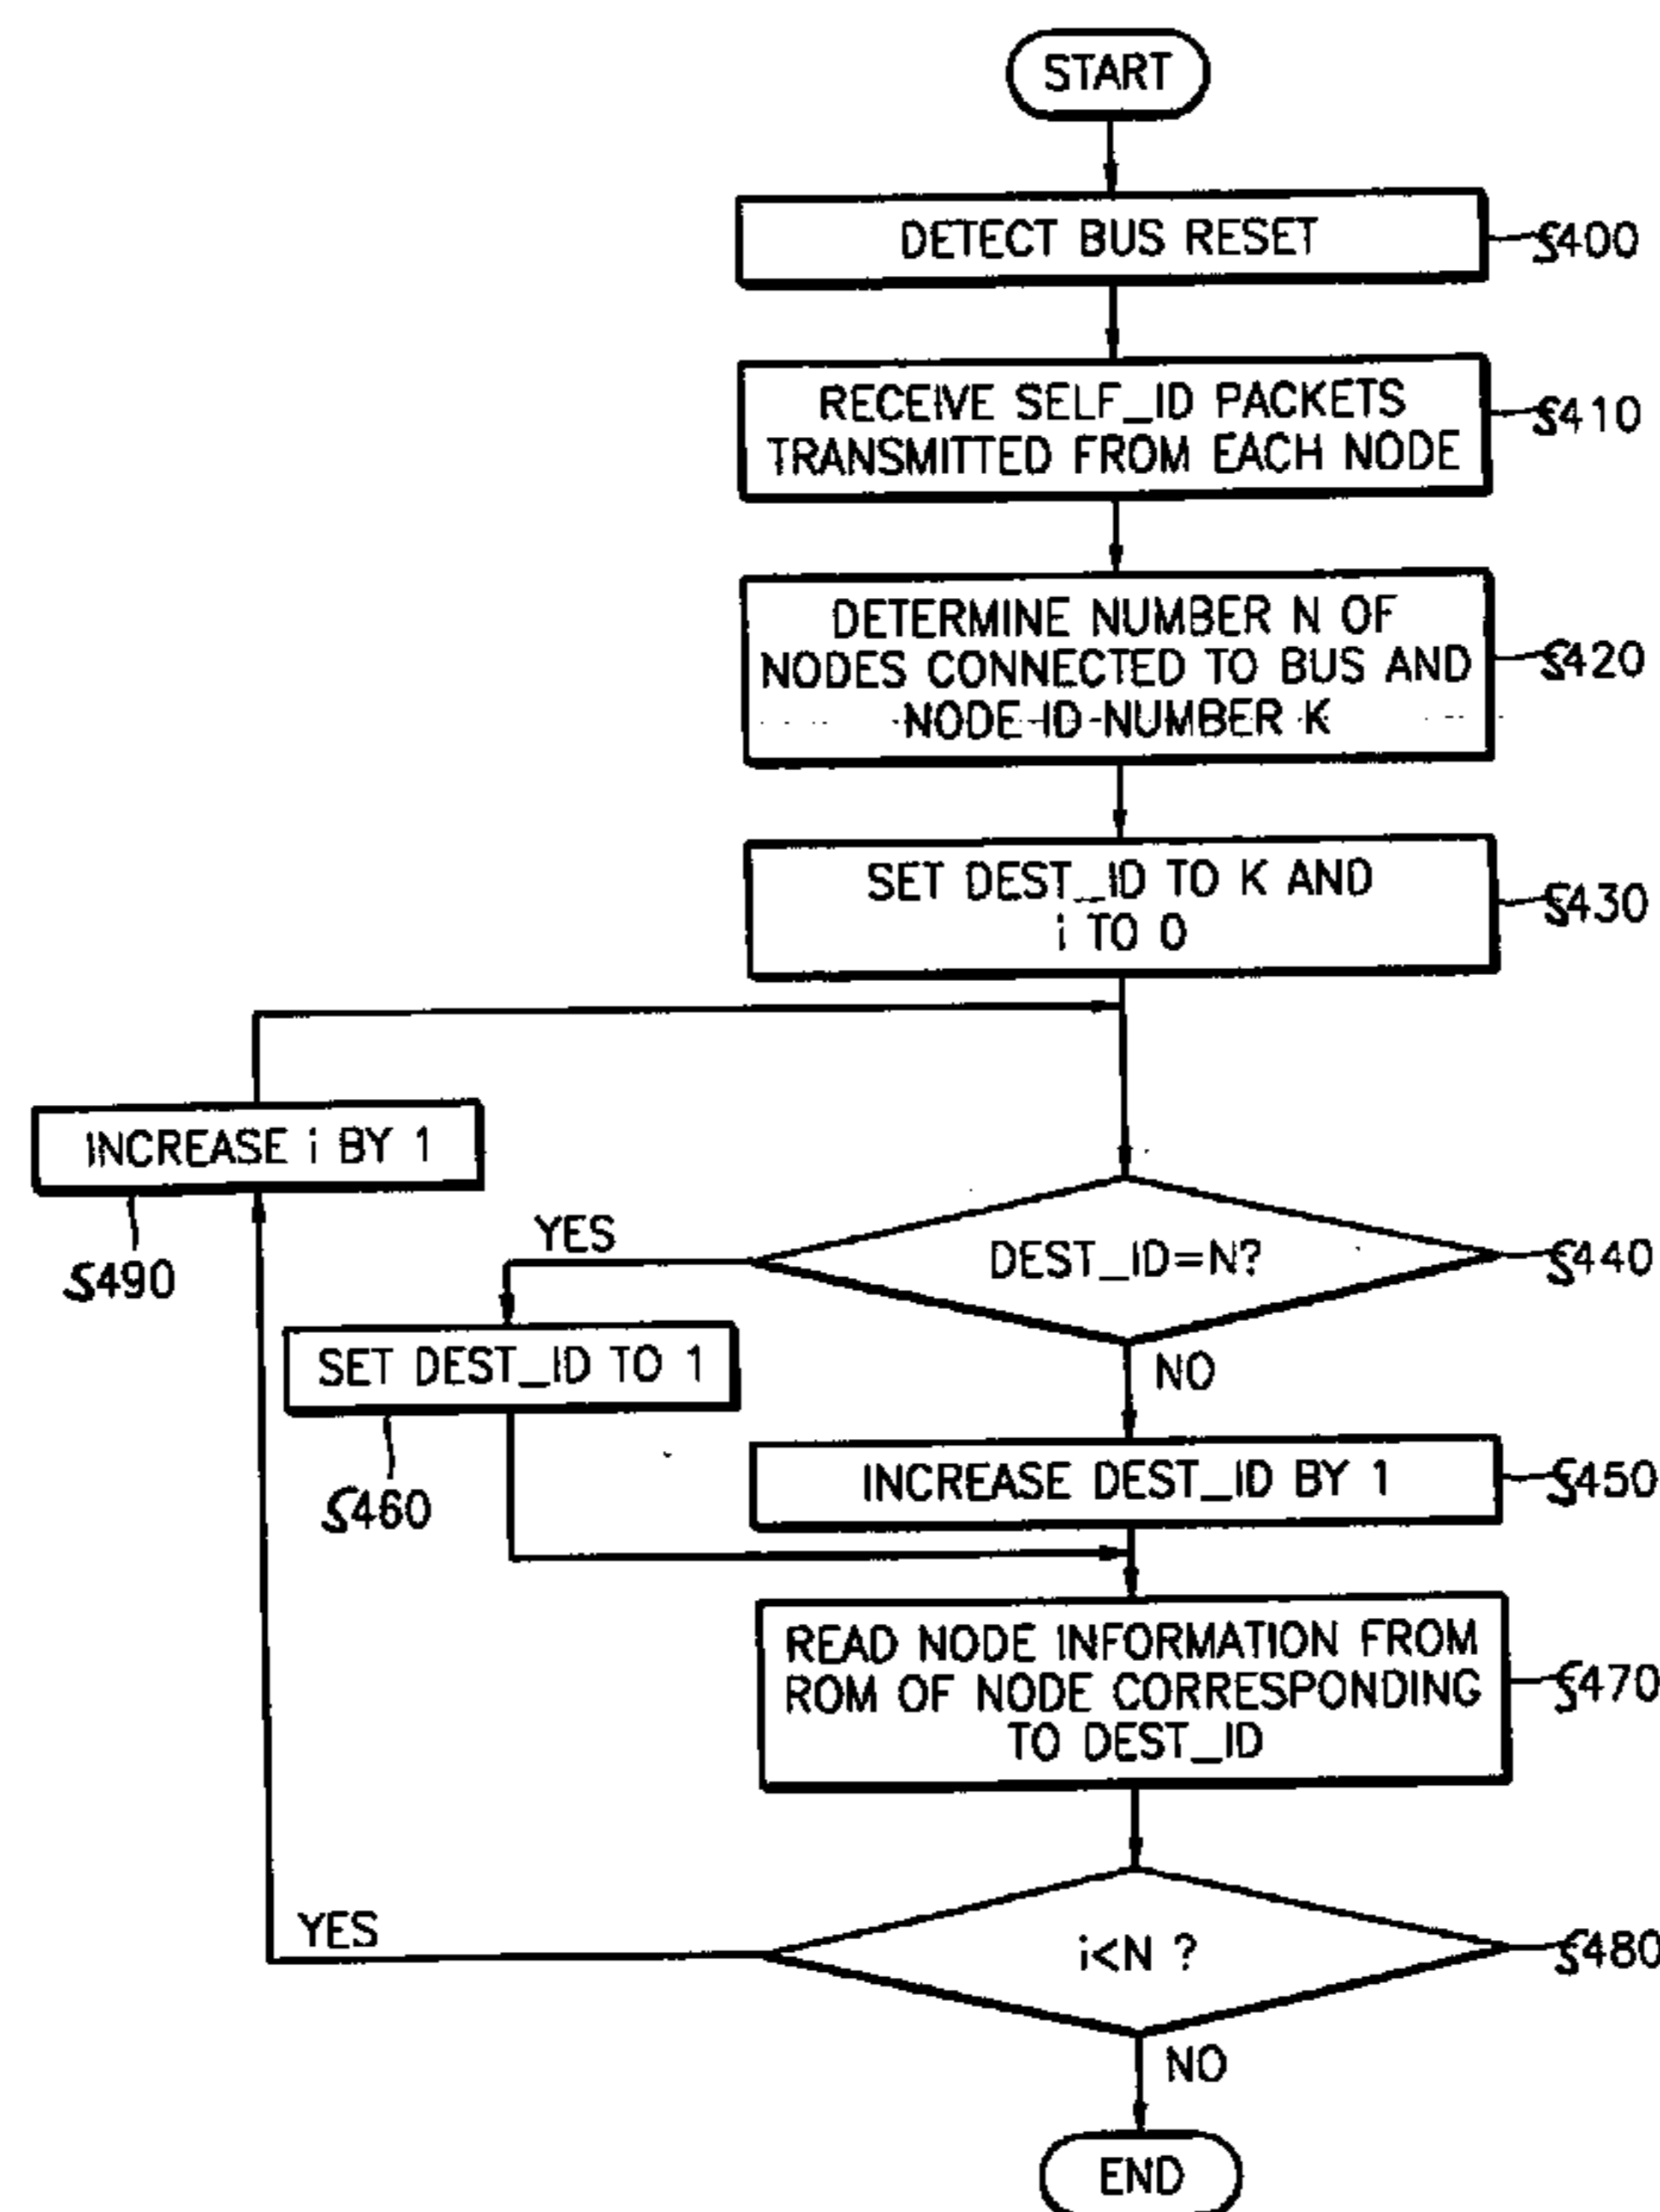 START
DETECT BUS RESET
S400
RECEIVE SELF_ID PACKETS
TRANSMITTED FROM EACH NODE
S410
DETERMINE NUMBER N OF
NODES CONNECTED TO BUS AND
NODE ID NUMBER K
S420
SET DEST_ID TO K AND
i TO 0
S430
INCREASE i BY 1
S490
DEST_ID=N?
S440
YES
NO
SET DEST_ID TO 1
S460
INCREASE DEST_ID BY 1
S450
READ NODE INFORMATION FROM
ROM OF NODE CORRESPONDING
TO DEST_ID
S470
i<N ?
S480
YES
NO
END